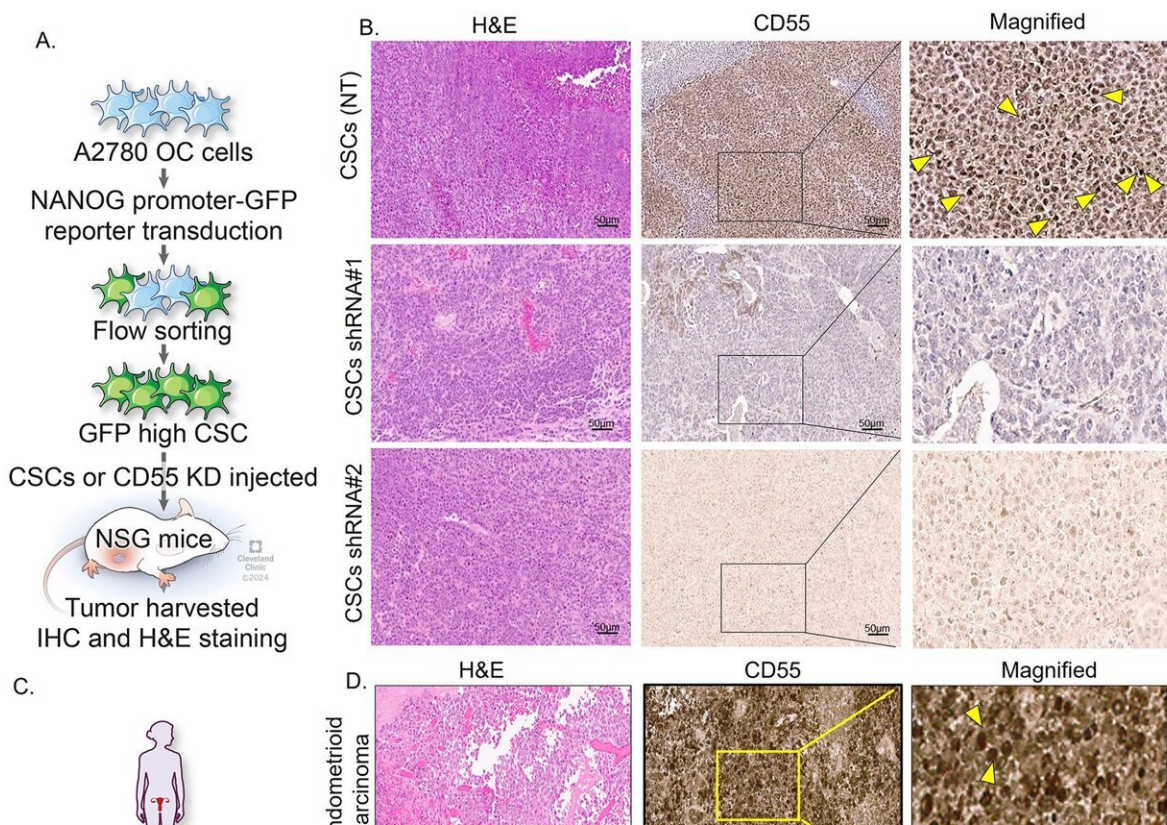 A.
A2780 OC cells
NANOG promoter-GFP
reporter transduction
Flow sorting
GFP high CSC
CSCs or CD55 KD injected
NSG mice
Cleveland
Clinic
©2024
Tumor harvested
IHC and H&E staining
B.
H&E
CD55
Magnified
CSCs (NT)
50μm
CSCs shRNA#1
50μm
50μm
CSCs shRNA#2
50μm
50μm
C.
D.
H&E
CD55
Magnified
ndometrioid
arcinoma